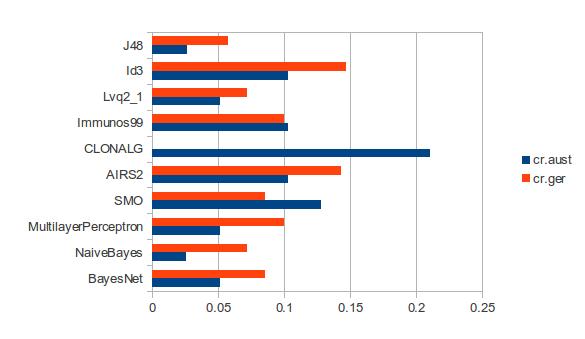 J48
Id3
Lvq2_1
Immunos99
CLONALG
AIRS2
SMO
MultilayerPerceptron
NaiveBayes
BayesNet
0 0.05 0.1 0.15 0.2 0.25
cr.aust
cr.ger